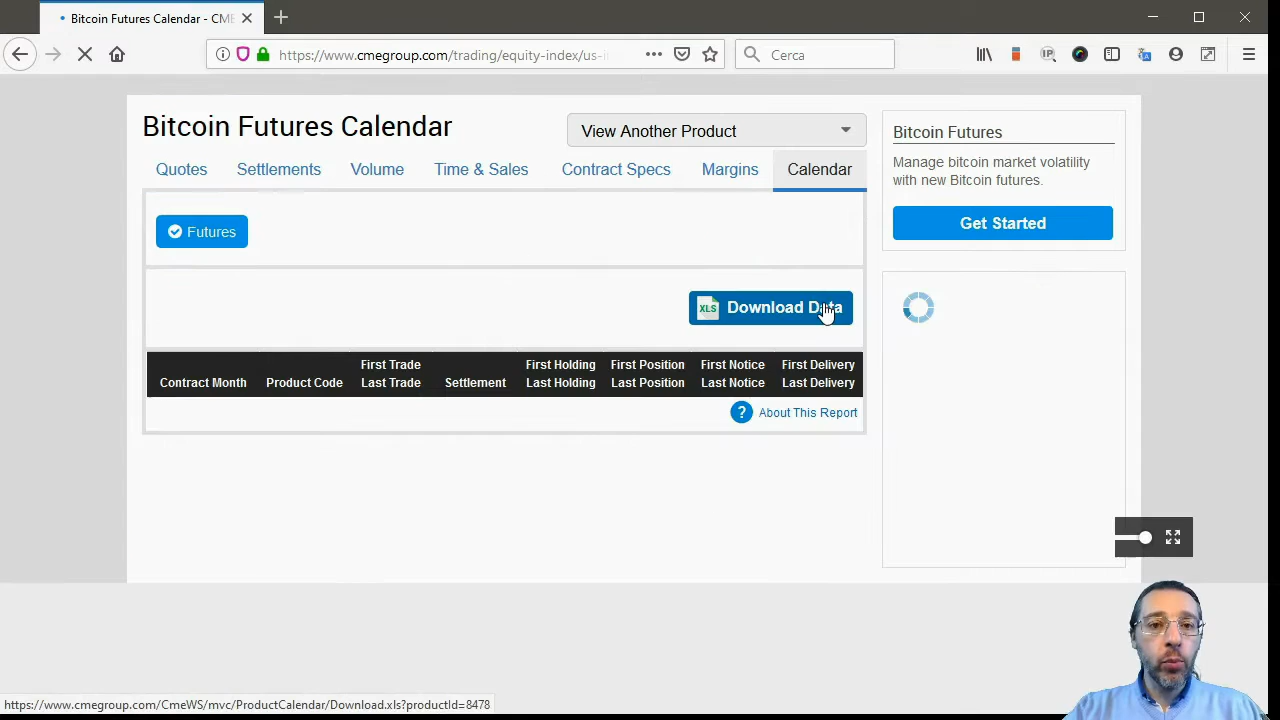 Bitcoin Futures Calendar - CME
https://www.cmegroup.com/trading/equity-index/us-i
Cerca
Bitcoin Futures Calendar
View Another Product
Quotes
Settlements
Volume
Time & Sales
Contract Specs
Margins
Calendar
Futures
XLS Download Data
Contract Month
Product Code
First Trade
Last Trade
Settlement
First Holding
Last Holding
First Position
Last Position
First Notice
Last Notice
First Delivery
Last Delivery
? About This Report
Bitcoin Futures
Manage bitcoin market volatility
with new Bitcoin futures.
Get Started
https://www.cmegroup.com/CmeWS/mvc/ProductCalendar/Download.xls?productId=8478